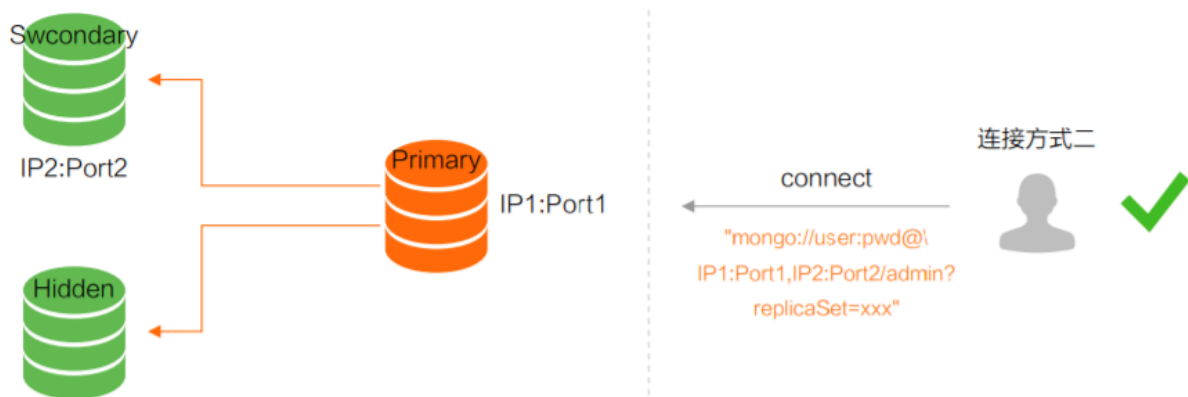 Swcondary
IP2:Port2
Primary
IP1:Port1
Hidden
连接方式二
connect
"mongo://user:pwd@\
IP1:Port1,IP2:Port2/admin?
replicaSet=xxx"